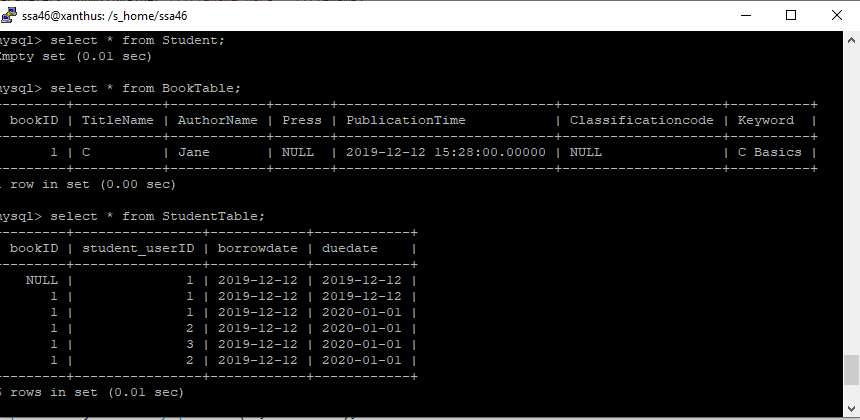 ssa46@xanthus: /s_home/ssa46
mysql> select * from Student;
Empty set (0.01 sec)
mysql> select * from BookTable;
---------+-----------+------------+-------+----------------------------+--------------------+----------+
bookID | TitleName | AuthorName | Press | PublicationTime | Classificationcode | Keyword |
---------+-----------+------------+-------+----------------------------+--------------------+----------+
1 | C | Jane | NULL | 2019-12-12 15:28:00.00000 | NULL | C Basics |
---------+-----------+------------+-------+----------------------------+--------------------+----------+
1 row in set (0.00 sec)
mysql> select * from StudentTable;
---------+----------------+------------+------------+
bookID | student_userID | borrowdate | duedate |
---------+----------------+------------+------------+
NULL | 1 | 2019-12-12 | 2019-12-12 |
1 | 1 | 2019-12-12 | 2019-12-12 |
1 | 1 | 2019-12-12 | 2020-01-01 |
1 | 2 | 2019-12-12 | 2020-01-01 |
1 | 3 | 2019-12-12 | 2020-01-01 |
1 | 2 | 2019-12-12 | 2020-01-01 |
---------+----------------+------------+------------+
6 rows in set (0.01 sec)